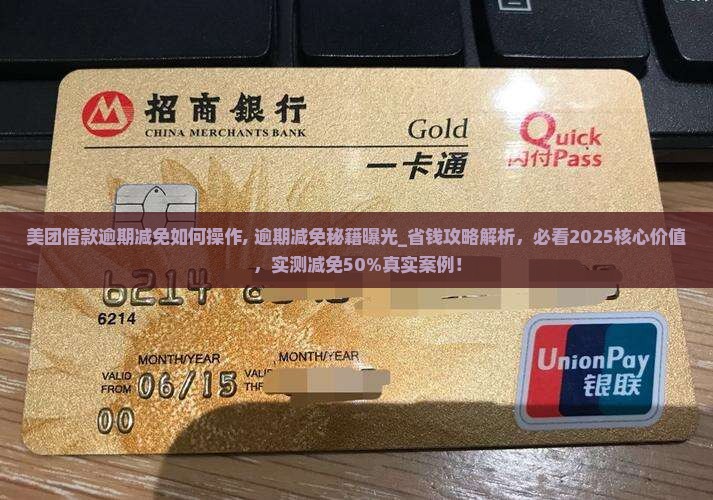 招商銀行
CHINA MERCHANTS BANK
Gold
一卡通
Quick
闪付Pass
美团借款逾期减免如何操作, 逾期减免秘籍曝光_省钱攻略解析，必看2025核心价值
，实测减免50%真实案例！
6214
6214
MONTH/YEAR MONTH/YEAR
VALID FROM 06/15
00
UnionPay
银联